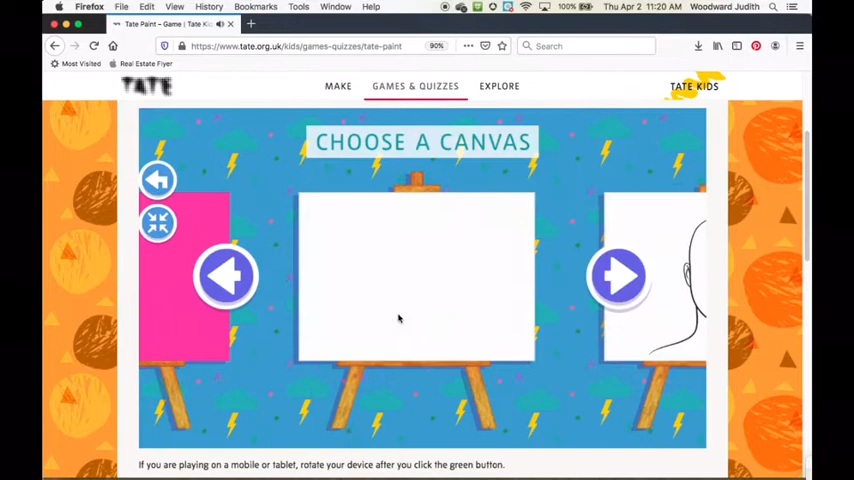 Firefox File Edit View History Bookmarks Tools Window Help 100% Thu Apr 2 11:20 AM Woodward Judith
Tate Paint – Game | Tate Kid
https://www.tate.org.uk/kids/games-quizzes/tate-paint 90% Search
Most Visited Real Estate Flyer
TATE MAKE GAMES & QUIZZES EXPLORE TATE KIDS
CHOOSE A CANVAS
If you are playing on a mobile or tablet, rotate your device after you click the green button.